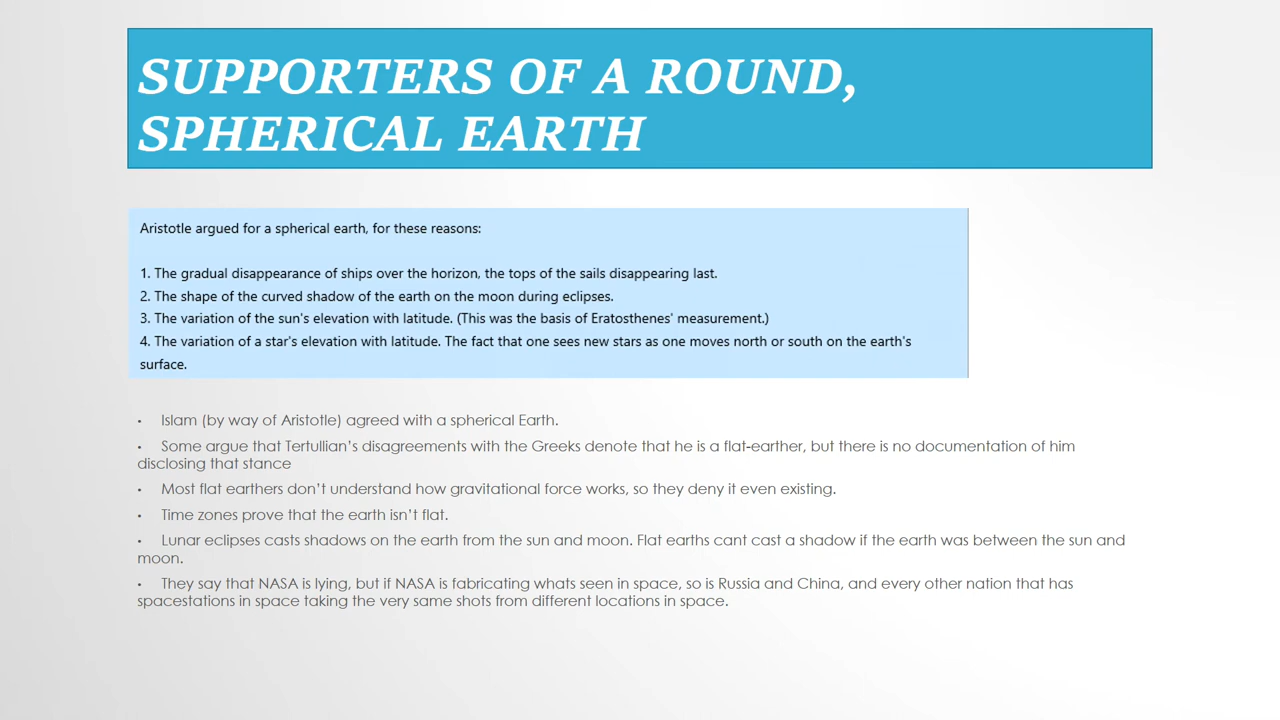 SUPPORTERS OF A ROUND,
SPHERICAL EARTH
Aristotle argued for a spherical earth, for these reasons:
1. The gradual disappearance of ships over the horizon, the tops of the sails disappearing last.
2. The shape of the curved shadow of the earth on the moon during eclipses.
3. The variation of the sun's elevation with latitude. (This was the basis of Eratosthenes' measurement.)
4. The variation of a star's elevation with latitude. The fact that one sees new stars as one moves north or south on the earth's
surface.
• Islam (by way of Aristotle) agreed with a spherical Earth.
• Some argue that Tertullian’s disagreements with the Greeks denote that he is a flat-earther, but there is no documentation of him
disclosing that stance
• Most flat earthers don’t understand how gravitational force works, so they deny it even existing.
• Time zones prove that the earth isn’t flat.
• Lunar eclipses casts shadows on the earth from the sun and moon. Flat earths cant cast a shadow if the earth was between the sun and
moon.
• They say that NASA is lying, but if NASA is fabricating whats seen in space, so is Russia and China, and every other nation that has
spacestations in space taking the very same shots from different locations in space.